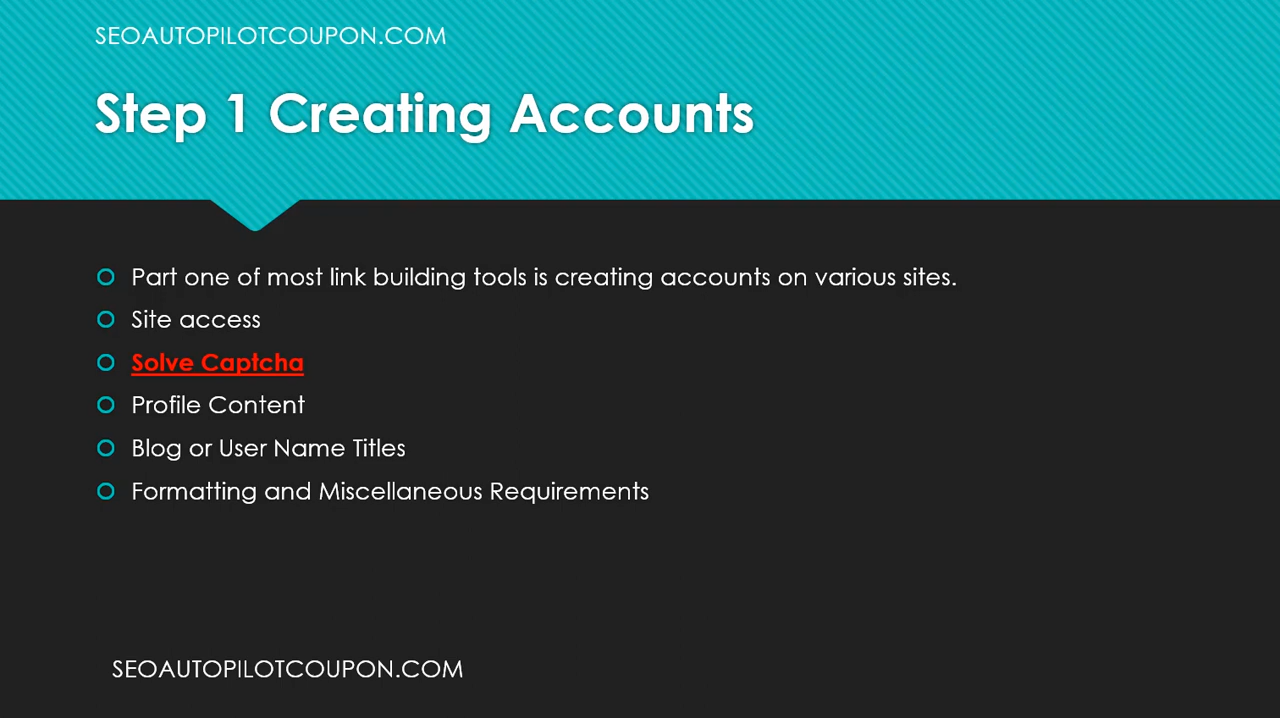 SEOAUTOPILOTCOUPON.COM
Step 1 Creating Accounts
Part one of most link building tools is creating accounts on various sites.
Site access
Solve Captcha
Profile Content
Blog or User Name Titles
Formatting and Miscellaneous Requirements
SEOAUTOPILOTCOUPON.COM